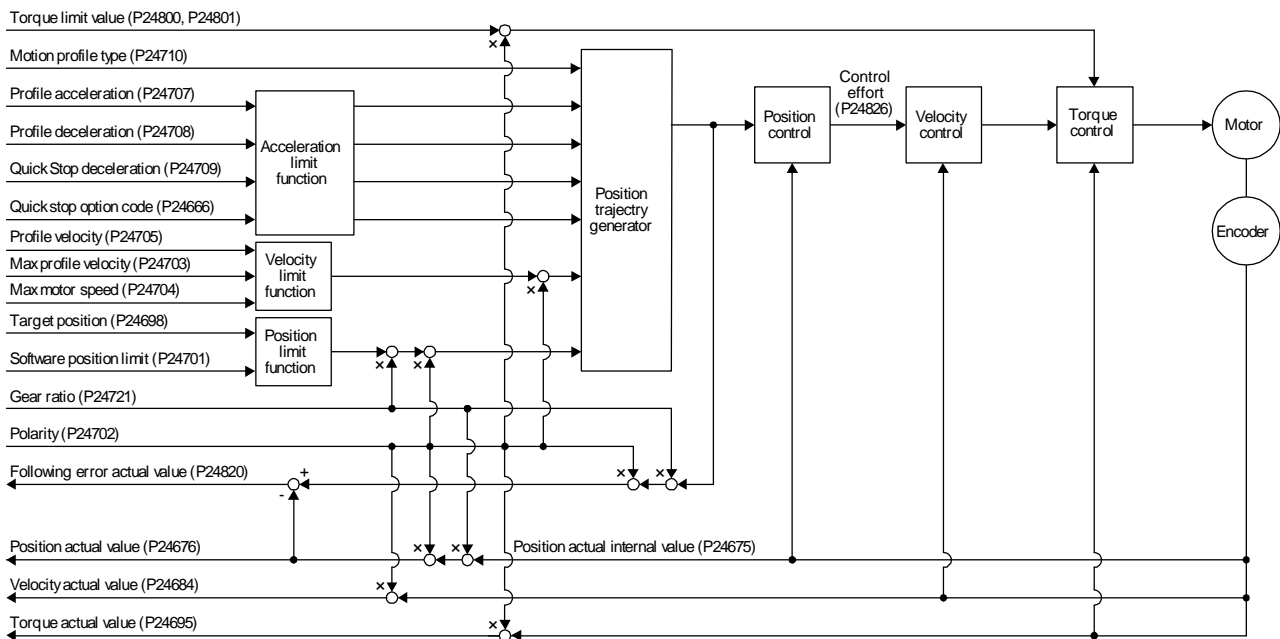 Torque limit value (P24800, P24801)
Motion profile type (P24710)
Profile acceleration (P24707)
Profile deceleration (P24708)
Quick Stop deceleration (P24709)
Quick stop option code (P24666)
Acceleration
limit
function
Profile velocity (P24705)
Max profile velocity (P24703)
Max motor speed (P24704)
Velocity
limit
function
Target position (P24698)
Software position limit (P24701)
Position
limit
function
Gear ratio (P24721)
Polarity (P24702)
Following error actual value (P24820)
Position actual value (P24676)
Velocity actual value (P24684)
Torque actual value (P24695)
Position
trajectry
generator
Position
control
Control
effort
(P24826)
Velocity
control
Torque
control
Motor
Encoder
Position actual internal value (P24675)
×
×
×
×
×
×
+
-
×
×
×
×